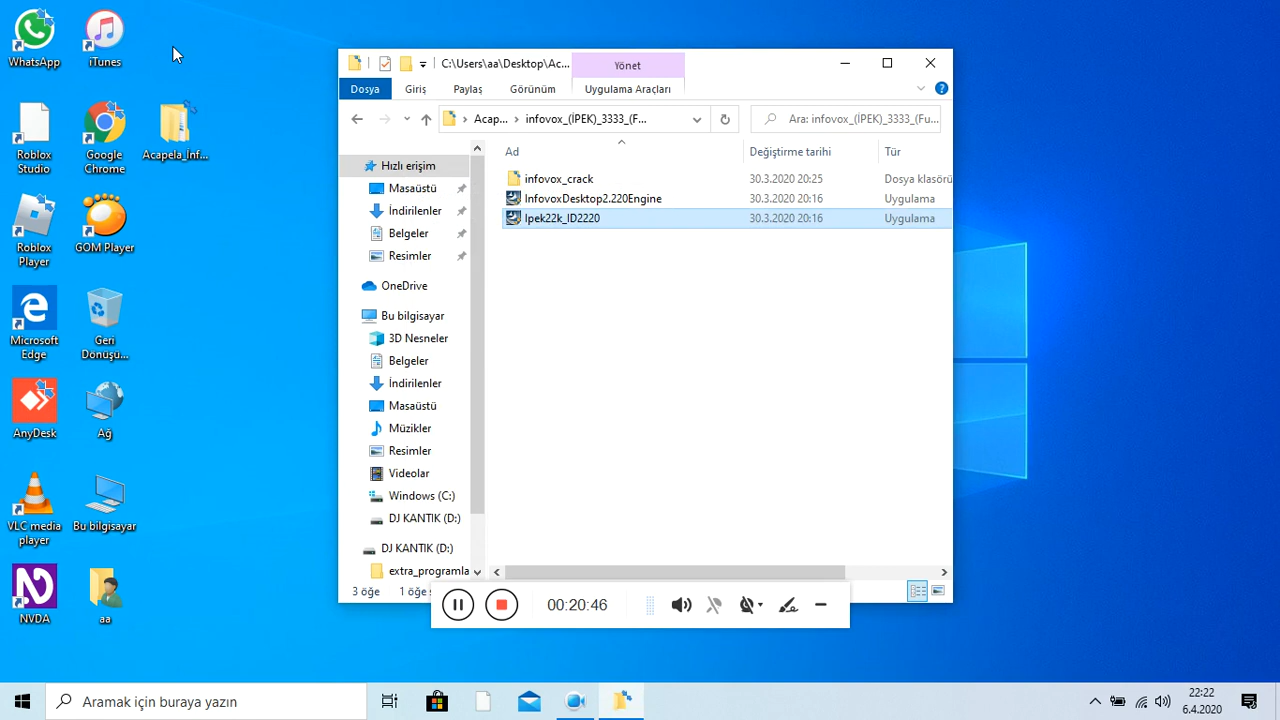 WhatsApp
iTunes
Roblox
Studio
Google
Chrome
Acapela_İnf...
Roblox
Player
GOM Player
Microsoft
Edge
Geri
Dönüşü...
AnyDesk
Ağ
VLC media
player
Bu bilgisayar
NVDA
aa
C:\Users\aa\Desktop\Ac...
Yönet
Dosya
Giriş
Paylaş
Görünüm
Uygulama Araçları
Acap...
infovox_(İPEK)_3333_(F...
Ara: infovox_(İPEK)_3333_(Fu...
Hızlı erişim
Masaüstü
İndirilenler
Belgeler
Resimler
OneDrive
Bu bilgisayar
3D Nesneler
Belgeler
İndirilenler
Masaüstü
Müzikler
Resimler
Videolar
Windows (C:)
DJ KANTIK (D:)
DJ KANTIK (D:)
extra_programla
Ad
Değiştirme tarihi
Tür
infovox_crack
30.3.2020 20:25
Dosya klasörü
InfovoxDesktop2.220Engine
30.3.2020 20:16
Uygulama
Ipek22k_ID2220
30.3.2020 20:16
Uygulama
3 öğe
1 öğe s
00:20:46
Aramak için buraya yazın
22:22
6.4.2020